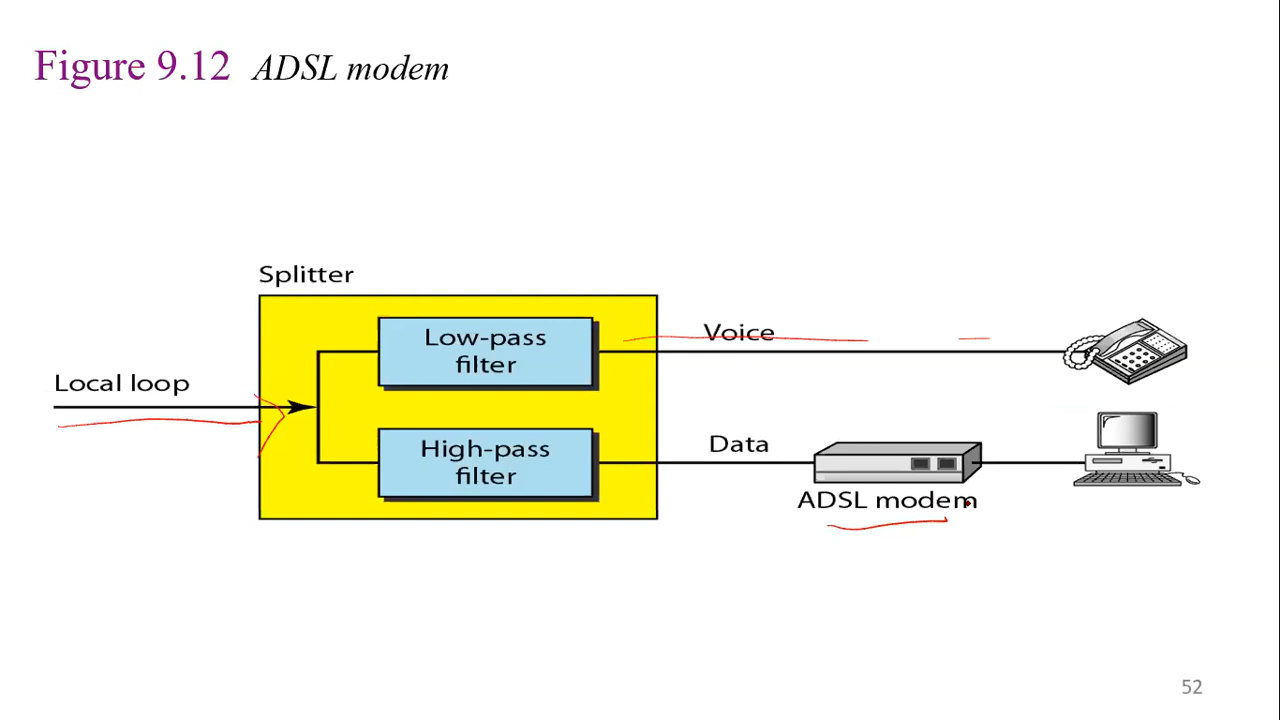 Figure 9.12 ADSL modem
Splitter
Low-pass
filter
Voice
Local loop
High-pass
filter
Data
ADSL modem
52